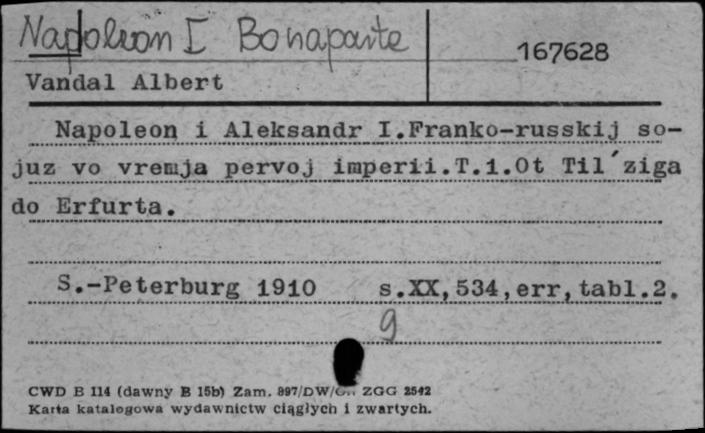 Napoleon I Bonaparte
167628
Vandal Albert
Napoleon i Aleksandr I.Franko-russkij so-
juz vo vremja pervoj imperii.T.1.Ot Til´ziga
do Erfurta.
S.-Peterburg 1910 s.XX,534,err,tabl.2.
9
CWD B 114 (dawny B 15b) Zam. 897/DW/ ZGG 2542
Karta katalogowa wydawnictw ciągłych i zwartych.